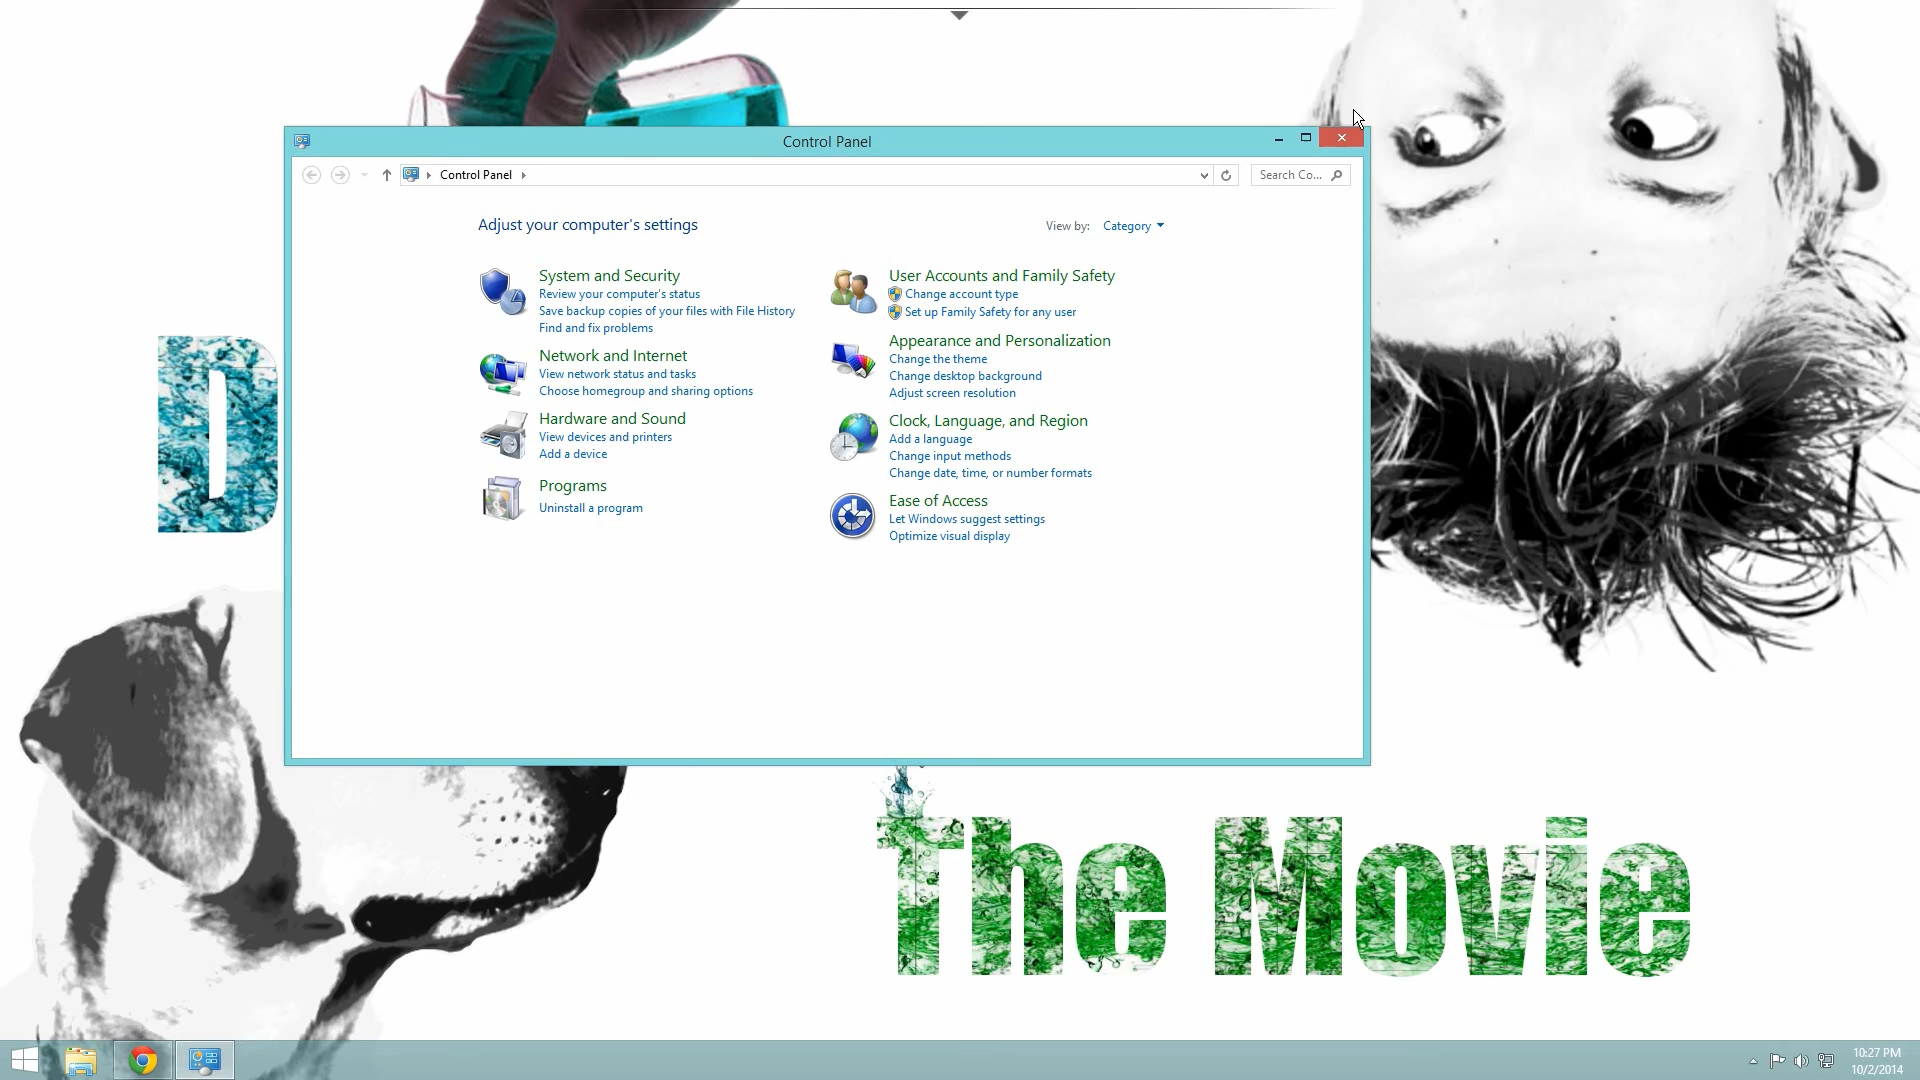 Control Panel
Control Panel
Search Co...
Adjust your computer's settings
View by: Category
System and Security
Review your computer's status
Save backup copies of your files with File History
Find and fix problems
Network and Internet
View network status and tasks
Choose homegroup and sharing options
Hardware and Sound
View devices and printers
Add a device
Programs
Uninstall a program
User Accounts and Family Safety
Change account type
Set up Family Safety for any user
Appearance and Personalization
Change the theme
Change desktop background
Adjust screen resolution
Clock, Language, and Region
Add a language
Change input methods
Change date, time, or number formats
Ease of Access
Let Windows suggest settings
Optimize visual display
D
The Movie
10:27 PM
10/2/2014